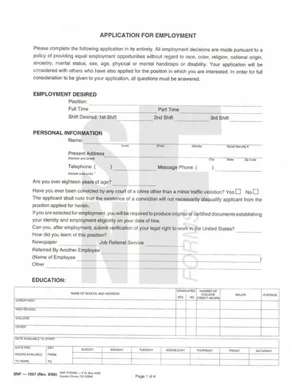 APPLICATION FOR EMPLOYMENT
Please complete the following application in its entirety. All employment decisions are made pursuant to a
policy of providing equal employment opportunities without regard to race, color, religion, national origin,
ancestry, marital status, sex, age, physical or mental handicaps or disability. Your application will be
considered with others who have also applied for the position in which you are interested. In order for full
consideration to be given to your application, all questions must be answered.
EMPLOYMENT DESIRED
Position:
Full Time Part Time
Shift Desired: 1st Shift 2nd Shift 3rd Shift
PERSONAL INFORMATION
Name:
(Last) (First) (Middle) Social Security #
Present Address
(Number and Street) City State Zip Code
Telephone: ( ) Message Phone: ( )
Are you over eighteen years of age?
Have you ever been convicted by any court of a crime other than a minor traffic violation? Yes No
The applicant shall note that the existence of a conviction will not necessarily disqualify applicant from the
position applied for herein.
If you are selected for employment, you will be required to produce original or certified documents establishing
your identity and employment eligibility on your date of hire.
Can you, after employment, submit verification of your legal right to work in the United States?
How did you learn of this position?
Newspaper Job Referral Service
Referred By Another Employee
(Name of Employee)
Other
EDUCATION:
NAME OF SCHOOL AND ADDRESS GRADUATED YES NO NUMBER OF COLLEGE CREDIT HOURS MAJOR AVERAGE
JUNIOR HIGH
HIGH SCHOOL
COLLEGE
OTHER
DATE AVAILABLE TO START
DAYS AND HOURS AVAILABLE TO WORK DAY FROM TO SUNDAY MONDAY TUESDAY WEDNESDAY THURSDAY FRIDAY SATURDAY
Page 1 of 4
FORMS